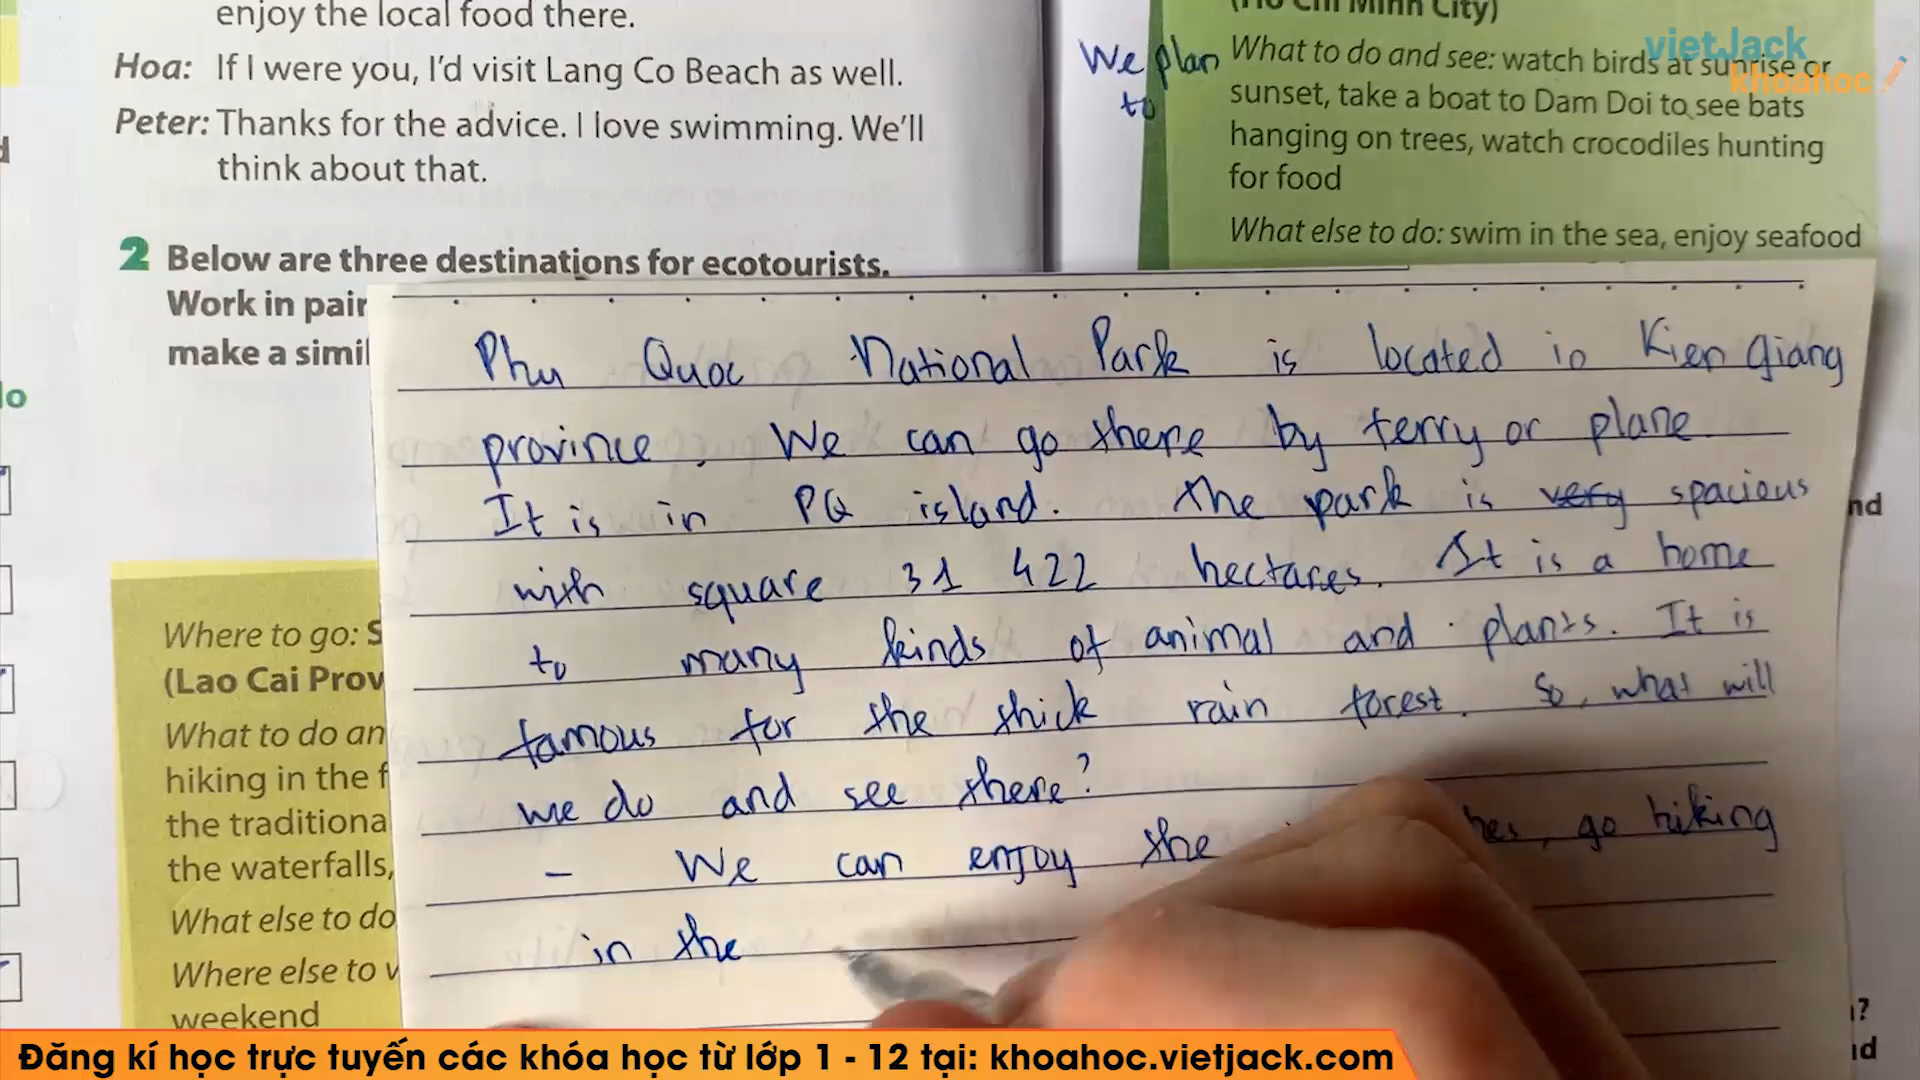 enjoy the local food there.
Hoa: If I were you, I'd visit Lang Co Beach as well.
Peter: Thanks for the advice. I love swimming. We'll
think about that.
2 Below are three destinations for ecotourists.
Work in pair
make a simil
lo
Where to go: S
(Lao Cai Prov
What to do an
hiking in the f
the traditiona
the waterfalls,
What else to do
Where else to v
weekend
(Ho Chi Minh City)
We plan
to
What to do and see: watch birds at sunrise or
sunset, take a boat to Dam Doi to see bats
hanging on trees, watch crocodiles hunting
for food
What else to do: swim in the sea, enjoy seafood
vietJack
khoahoc
Phu Quoc National Park is located in Kien Giang
province. We can go there by ferry or plane
It is in PQ island. The park is very spacious
with square 31 422 hectares. It is a home
to many kinds of animal and plants. It is
famous for the thick rain forest. So, what will
we do and see there?
- We can enjoy the hes, go hiking
in the
nd
?
nd
Đăng kí học trực tuyến các khóa học từ lớp 1 - 12 tại: khoahoc.vietjack.com